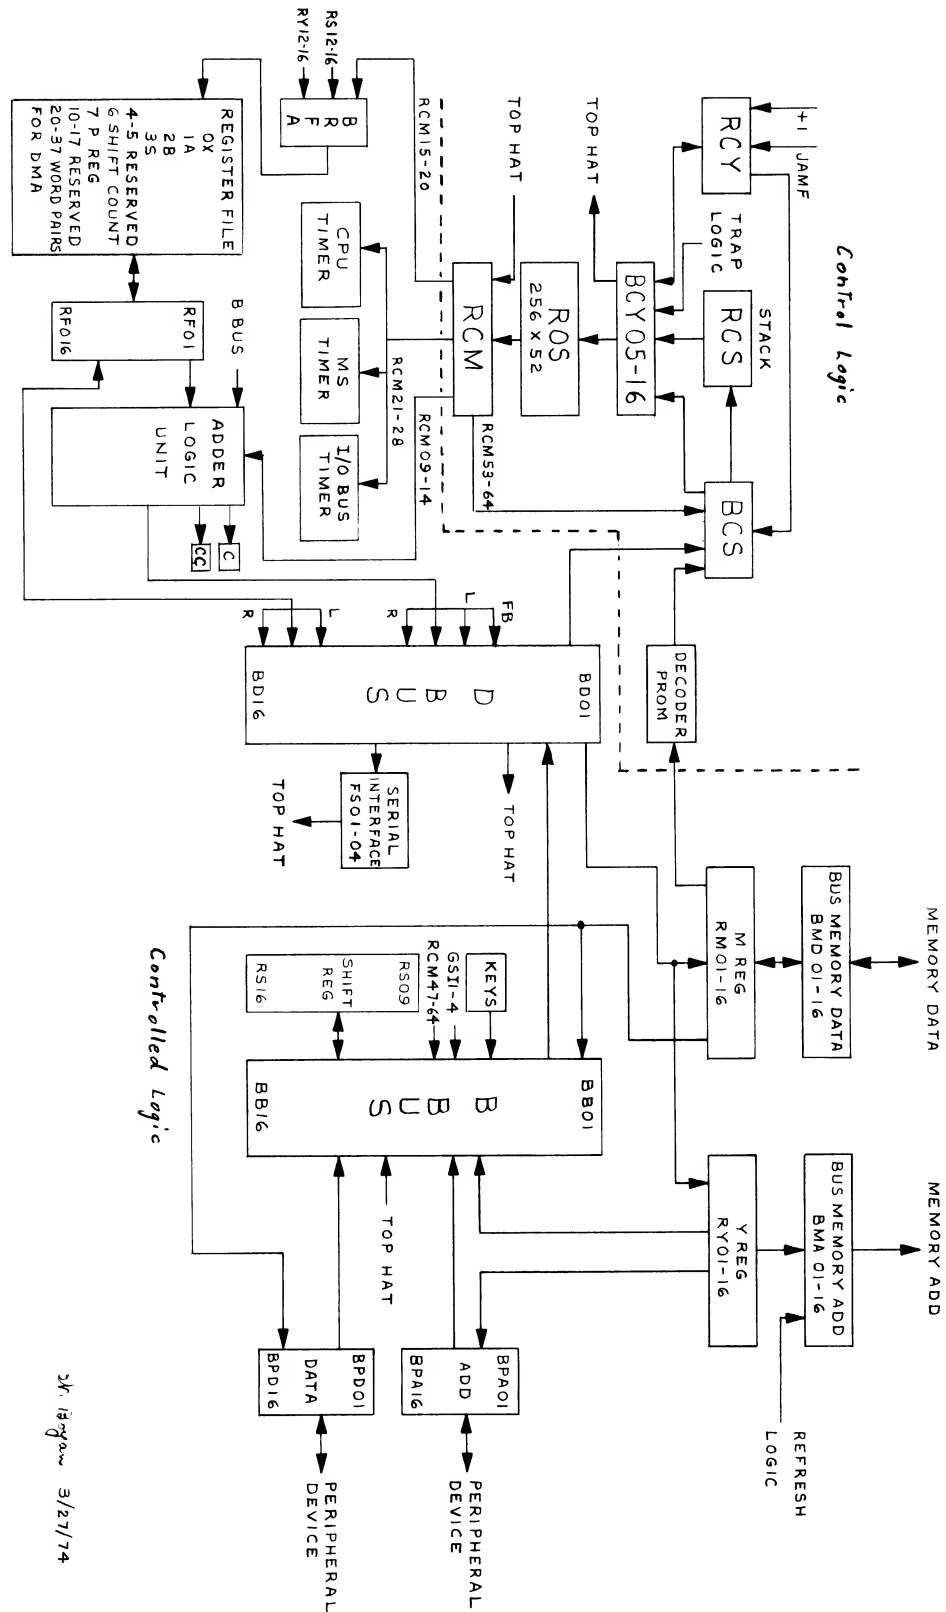 Control Logic
+1
JAMF
RCY
TRAP
LOGIC
STACK
RCS
BCS
TOP HAT
BCY05-16
ROS
256 X 52
TOP HAT
RCM
RCM53-64
RCM15-20
RCM21-28
RCM09-14
RS12-16
RY12-16
B
R
F
A
CPU
TIMER
MS
TIMER
I/O BUS
TIMER
REGISTER FILE
0X
1A
2B
3S
4-5 RESERVED
6 SHIFT COUNT
7 P REG
10-17 RESERVED
20-37 WORD PAIRS
FOR DMA
RF01
RF016
B BUS
ADDER
LOGIC
UNIT
C
CC
DECODER
PROM
FB
L
R
L
R
BD01
D
BUS
BD16
TOP HAT
SERIAL
INTERFACE
FS01-04
TOP HAT
MEMORY DATA
BUS MEMORY DATA
BMD 01-16
M REG
RM01-16
MEMORY ADD
BUS MEMORY ADD
BMA 01-16
Y REG
RY01-16
REFRESH
LOGIC
KEYS
GSI1-4
RCM47-64
RS09
SHIFT
REG
RS16
BB01
B
BUS
BB16
TOP HAT
BPA01
ADD
BPA16
PERIPHERAL
DEVICE
BPD01
DATA
BPD16
PERIPHERAL
DEVICE
Controlled Logic
3/27/74